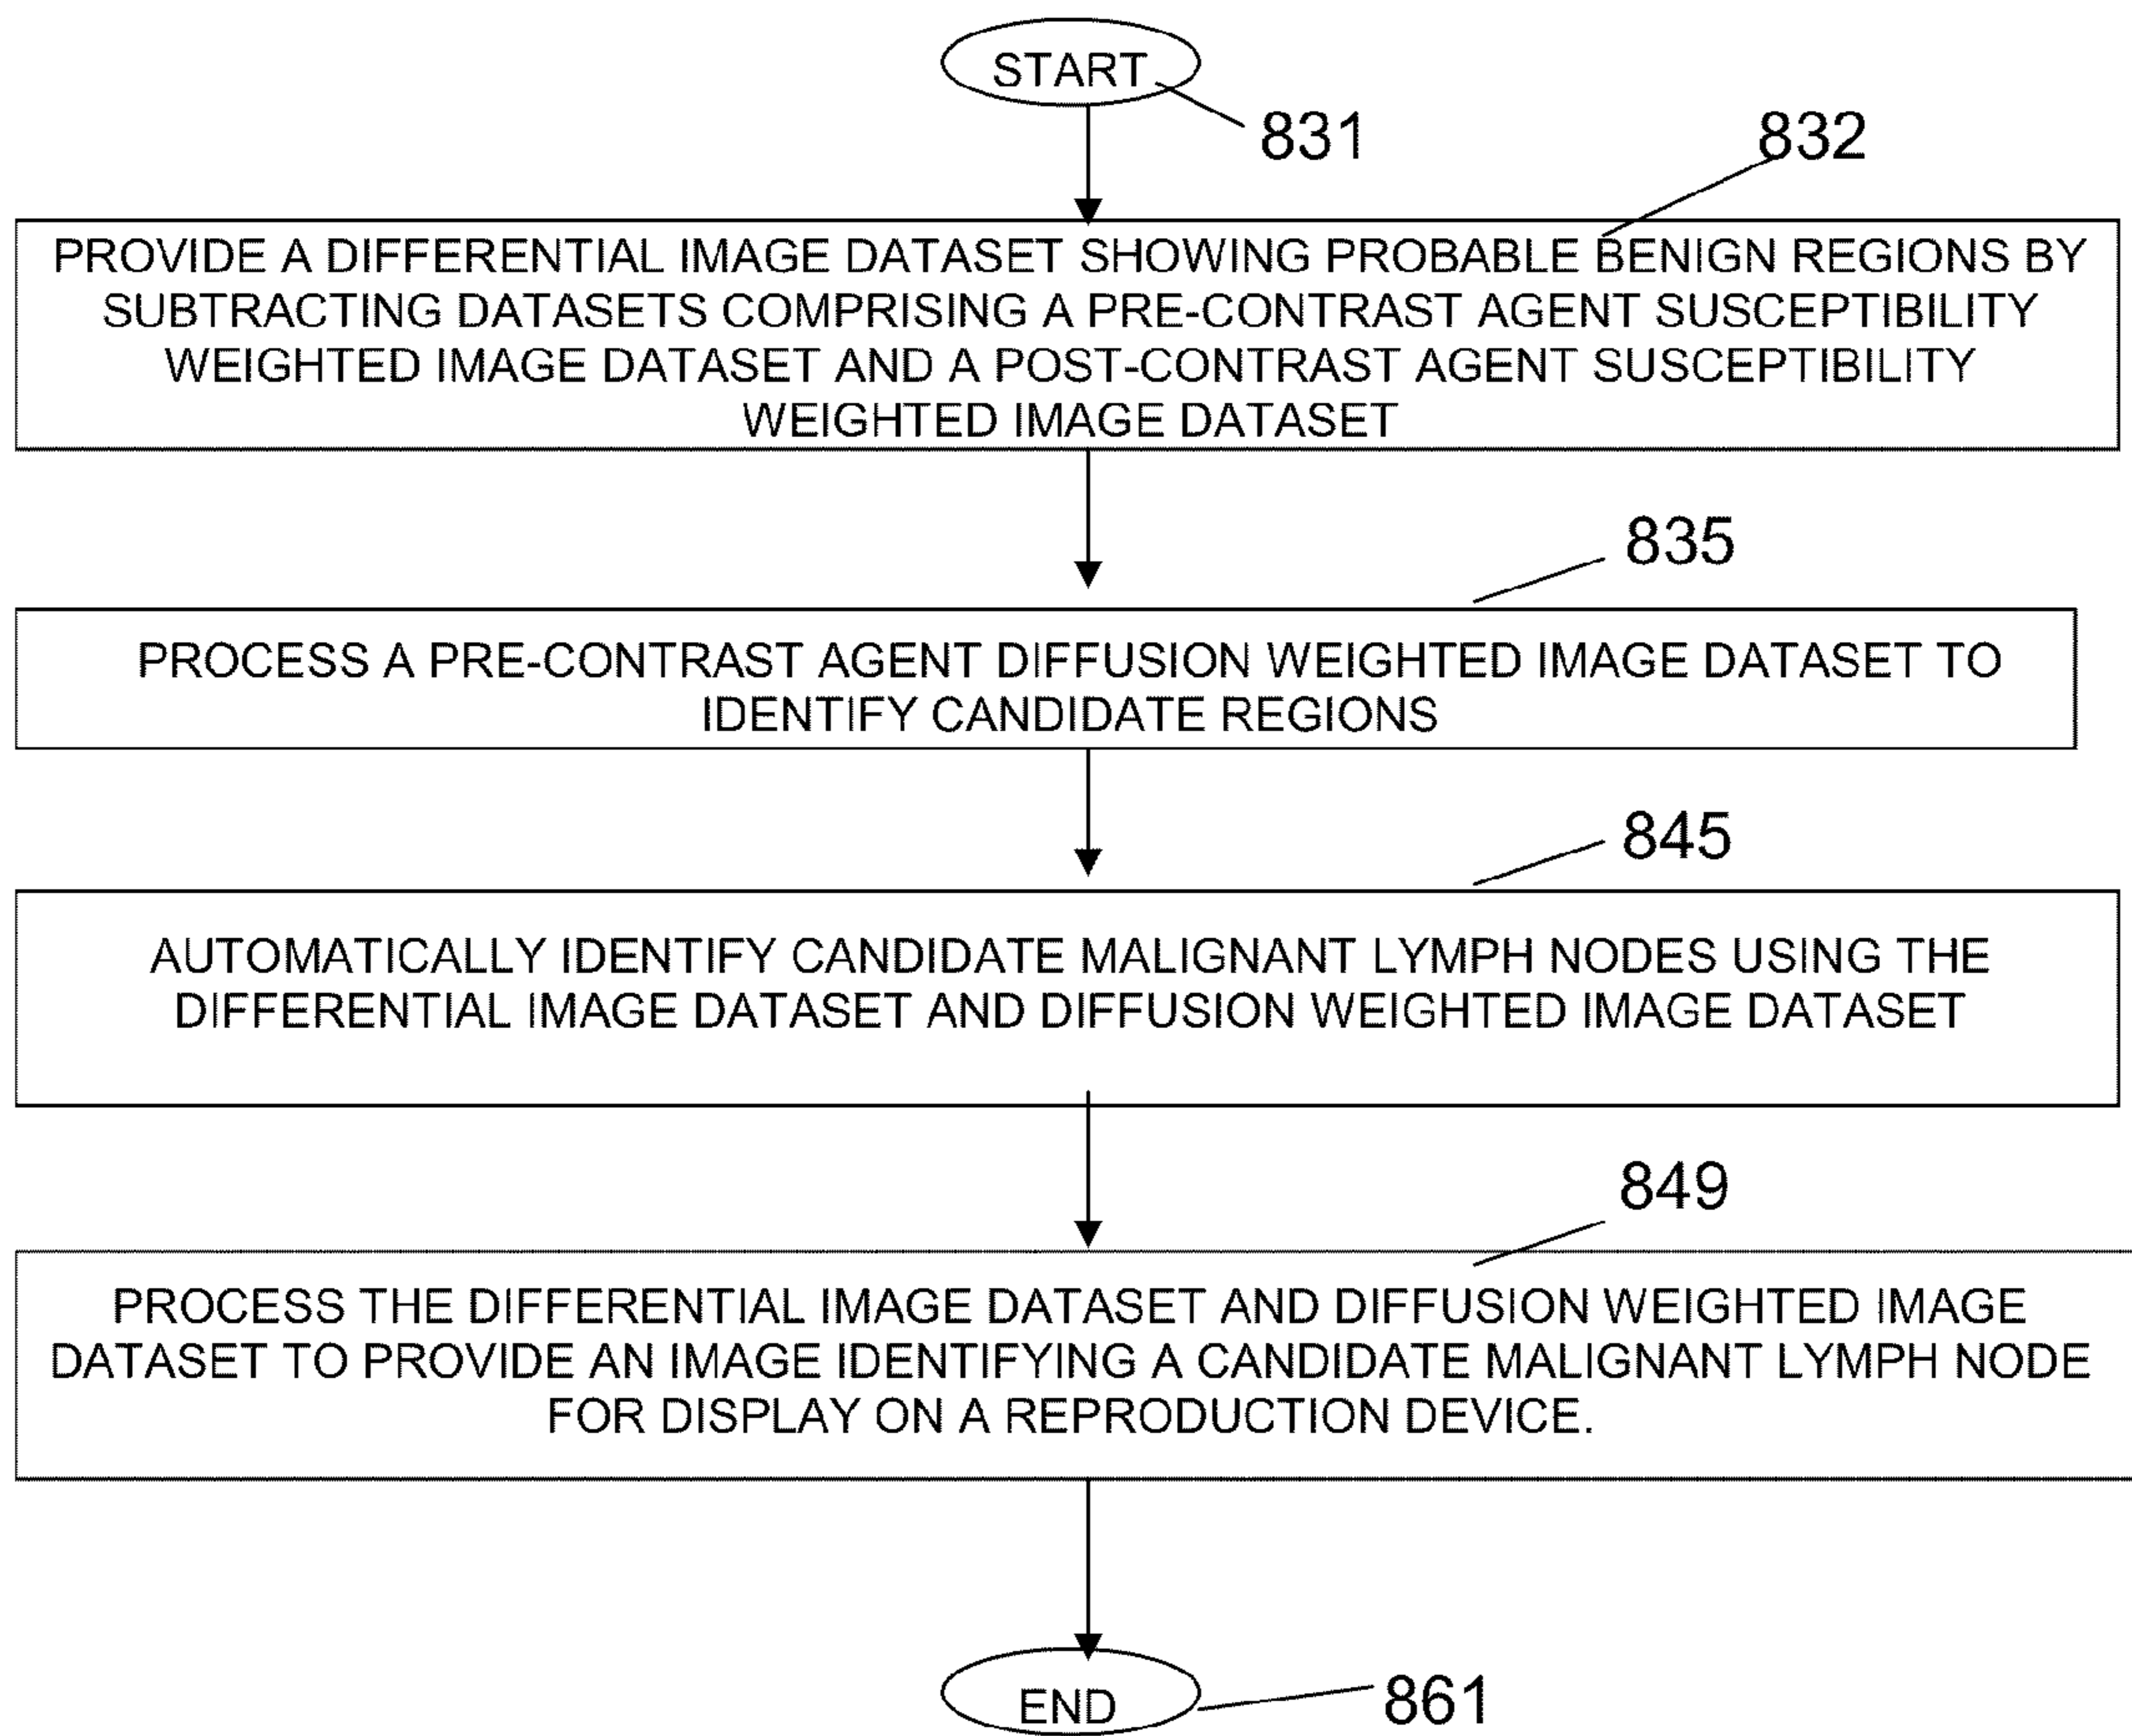 START
831
832
PROVIDE A DIFFERENTIAL IMAGE DATASET SHOWING PROBABLE BENIGN REGIONS BY
SUBTRACTING DATASETS COMPRISING A PRE-CONTRAST AGENT SUSCEPTIBILITY
WEIGHTED IMAGE DATASET AND A POST-CONTRAST AGENT SUSCEPTIBILITY
WEIGHTED IMAGE DATASET
835
PROCESS A PRE-CONTRAST AGENT DIFFUSION WEIGHTED IMAGE DATASET TO
IDENTIFY CANDIDATE REGIONS
845
AUTOMATICALLY IDENTIFY CANDIDATE MALIGNANT LYMPH NODES USING THE
DIFFERENTIAL IMAGE DATASET AND DIFFUSION WEIGHTED IMAGE DATASET
849
PROCESS THE DIFFERENTIAL IMAGE DATASET AND DIFFUSION WEIGHTED IMAGE
DATASET TO PROVIDE AN IMAGE IDENTIFYING A CANDIDATE MALIGNANT LYMPH NODE
FOR DISPLAY ON A REPRODUCTION DEVICE.
END
861